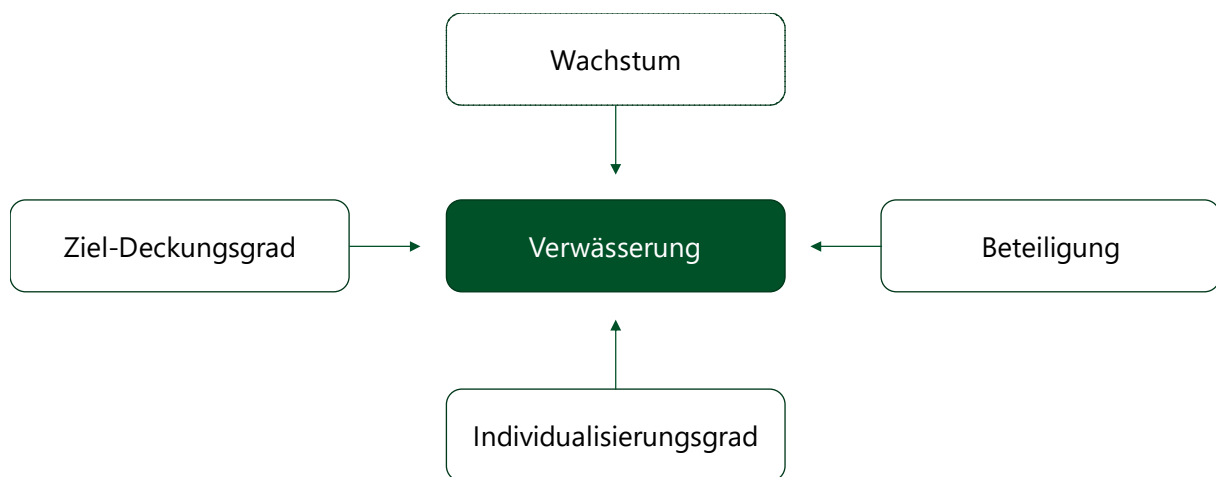 Wachstum
Ziel-Deckungsgrad
Verwässerung
Beteiligung
Individualisierungsgrad